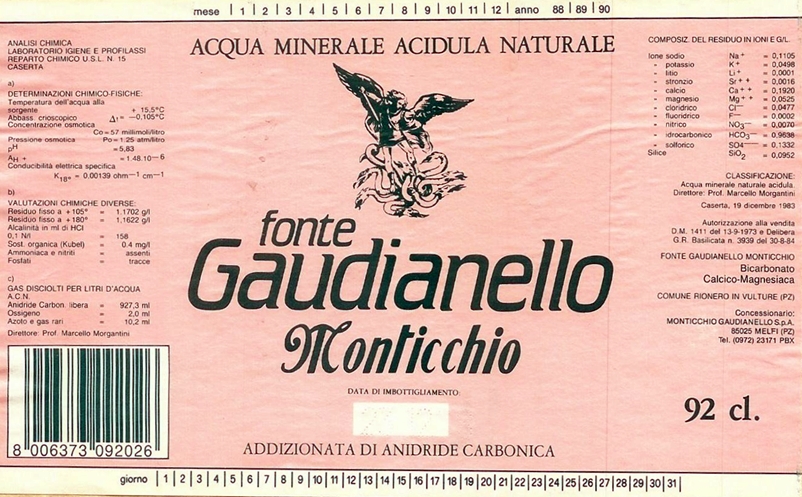 mese 1 2 3 4 5 6 7 8 9 10 11 12 anno 88 89 90
ANALISI CHIMICA
LABORATORIO IGIENE E PROFILASSI
REPARTO CHIMICO U.S.L. N. 15
CASERTA
a)
DETERMINAZIONI CHIMICO-FISICHE:
Temperatura dell'acqua alla
sorgente + 15,5°C
Abbass. crioscopico Δt = —0,105°C
Concentrazione osmotica
Co = 57 millimoli/litro
Pressione osmotica Po = 1.25 atm/litro
pH = 5,83
AH + = 1.48.10—6
Conducibilità elettrica specifica
K18° = 0.00139 ohm—1 cm—1
b)
VALUTAZIONI CHIMICHE DIVERSE:
Residuo fisso a +105° = 1.1702 g/l
Residuo fisso a +180° = 1,1622 g/l
Alcalinità in ml di HCl
0,1 N/l = 158
Sost. organica (Kubel) = 0.4 mg/l
Ammoniaca e nitriti = assenti
Fosfati = tracce
c)
GAS DISCIOLTI PER LITRI D'ACQUA
A.C.N.
Anidride Carbon. libera = 927,3 ml
Ossigeno = 2,0 ml
Azoto e gas rari = 10,2 ml
Direttore: Prof. Marcello Morgantini
8 006373 092026
ACQUA MINERALE ACIDULA NATURALE
fonte
Gaudianello
Monticchio
DATA DI IMBOTTIGLIAMENTO:
ADDIZIONATA DI ANIDRIDE CARBONICA
COMPOSIZ. DEL RESIDUO IN IONI E G/L.
Ione sodio Na + = 0,1105
" potassio K + = 0,0498
" litio Li + = 0,0001
" stronzio Sr + + = 0,0016
" calcio Ca + + = 0,1920
" magnesio Mg + + = 0,0525
" cloridrico Cl— = 0,0477
" fluoridrico F— = 0,0002
" nitrico NO3— = 0,0070
" idrocarbonico HCO3— = 0,9638
" solforico SO4—— = 0,1332
Silice SiO2 = 0,0952
CLASSIFICAZIONE:
Acqua minerale naturale acidula.
Direttore: Prof. Marcello Morgantini
Caserta, 19 dicembre 1983
Autorizzazione alla vendita
D.M. 1411 del 13-9-1973 e Delibera
G.R. Basilicata n. 3939 del 30-8-84
FONTE GAUDIANELLO MONTICCHIO
Bicarbonato
Calcico-Magnesiaca
COMUNE RIONERO IN VULTURE (PZ)
Concessionario:
MONTICCHIO GAUDIANELLO S.p.A.
85025 MELFI (PZ)
Tel. (0972) 23171 PBX
92 cl.
giorno 1 2 3 4 5 6 7 8 9 10 11 12 13 14 15 16 17 18 19 20 21 22 23 24 25 26 27 28 29 30 31